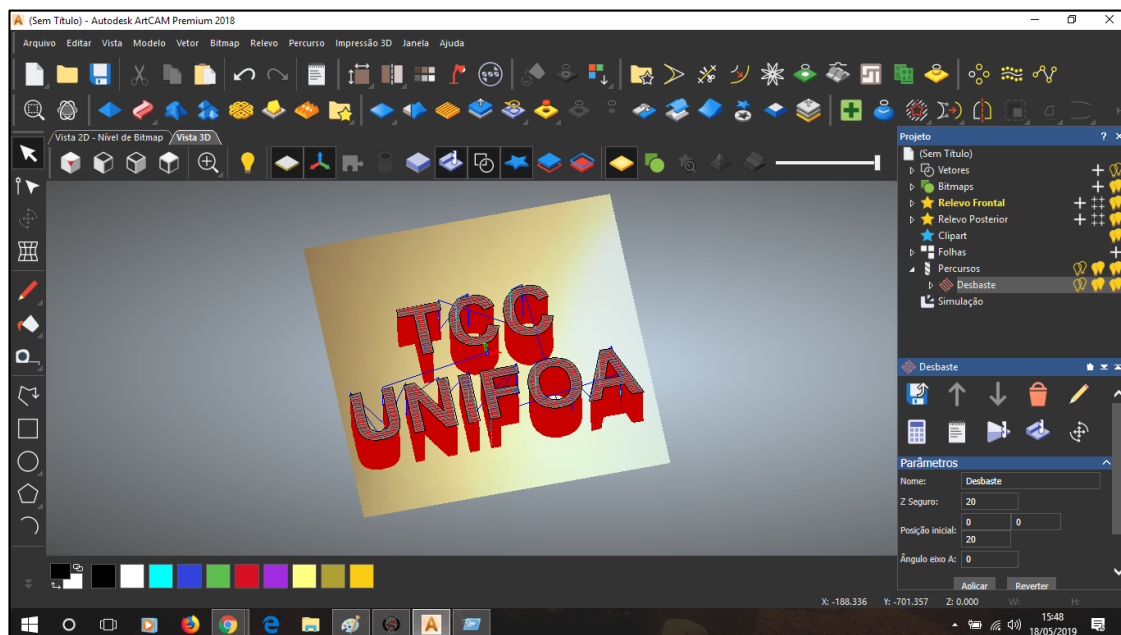 (Sem Título) - Autodesk ArtCAM Premium 2018
Arquivo Editar Vista Modelo Vetor Bitmap Relevo Percurso Impressão 3D Janela Ajuda
Vista 2D - Nível de Bitmap Vista 3D
TCC
UNIFOA
Projeto
(Sem Título)
Vetores
Bitmaps
Relevo Frontal
Relevo Posterior
Clipart
Folhas
Percursos
Desbaste
Simulação
Desbaste
Parâmetros
Nome: Desbaste
Z Seguro: 20
Posição inicial: 0 0
20
Ângulo eixo A: 0
Aplicar Reverter
X: -188.336 Y: -701.357 Z: 0.000 W: H:
15:48
18/05/2019